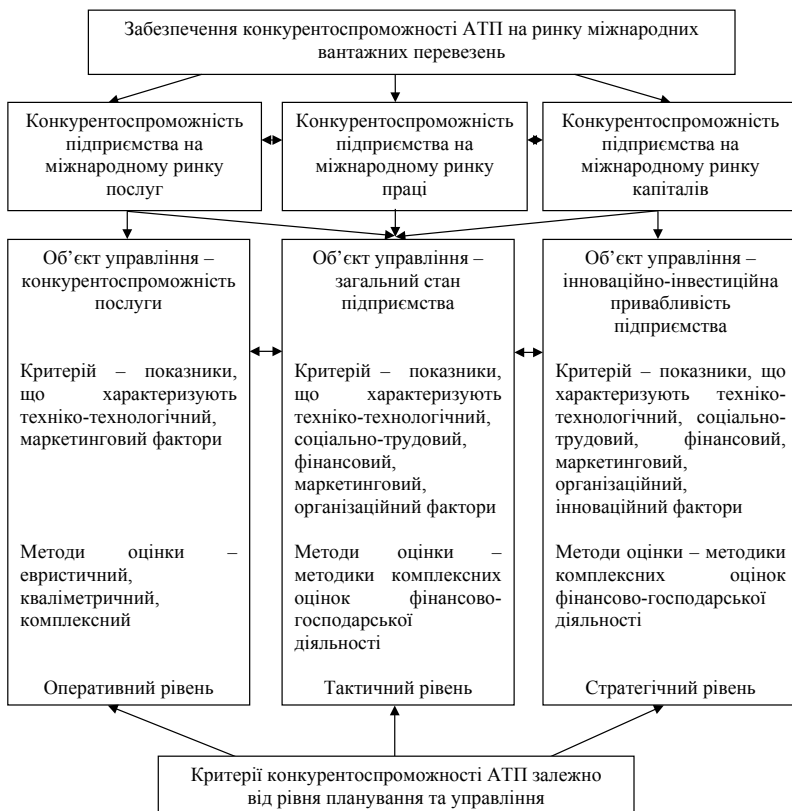 Забезпечення конкурентоспроможності АТП на ринку міжнародних
вантажних перевезень
Конкурентоспроможність
підприємства на
міжнародному ринку
послуг
Конкурентоспроможність
підприємства на
міжнародному ринку
праці
Конкурентоспроможність
підприємства на
міжнародному ринку
капіталів
Об’єкт управління –
конкурентоспроможність
послуги
Критерій – показники,
що характеризують
техніко-технологічний,
маркетинговий фактори
Методи оцінки –
евристичний,
кваліметричний,
комплексний
Оперативний рівень
Об’єкт управління –
загальний стан
підприємства
Критерій – показники,
що характеризують
техніко-технологічний,
соціально-трудовий,
фінансовий,
маркетинговий,
організаційний фактори
Методи оцінки –
методики комплексних
оцінок фінансово-
господарської
діяльності
Тактичний рівень
Об’єкт управління –
інноваційно-інвестиційна
привабливість
підприємства
Критерій – показники, що
характеризують техніко-
технологічний, соціально-
трудовий, фінансовий,
маркетинговий,
організаційний,
інноваційний фактори
Методи оцінки – методики
комплексних оцінок
фінансово-господарської
діяльності
Стратегічний рівень
Критерії конкурентоспроможності АТП залежно
від рівня планування та управління